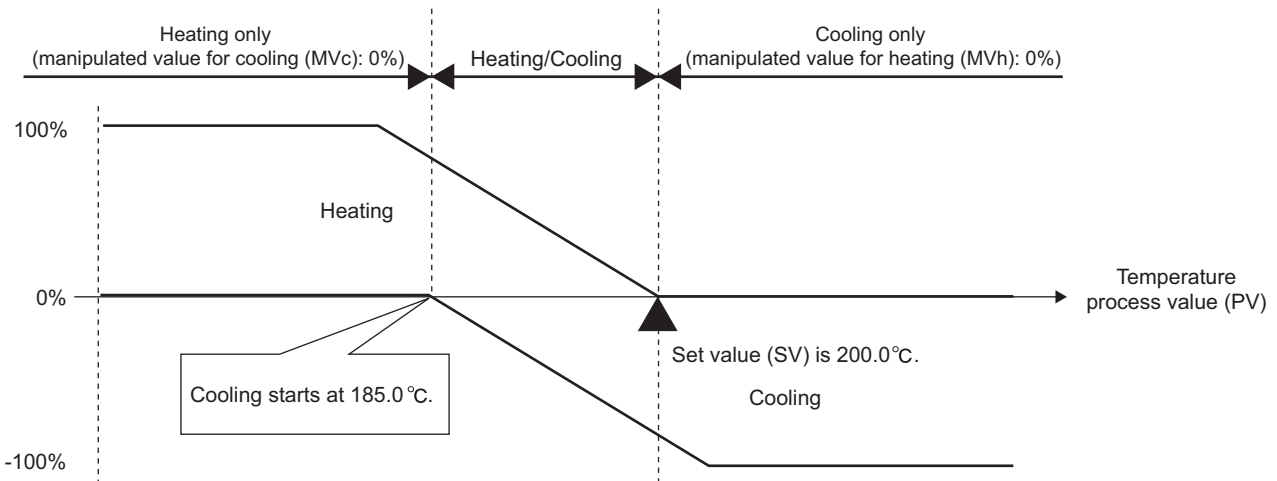 Heating only
(manipulated value for cooling (MVc): 0%)
Heating/Cooling
Cooling only
(manipulated value for heating (MVh): 0%)
100%
Heating
0%
Temperature
process value (PV)
Set value (SV) is 200.0℃.
Cooling starts at 185.0 ℃.
Cooling
-100%